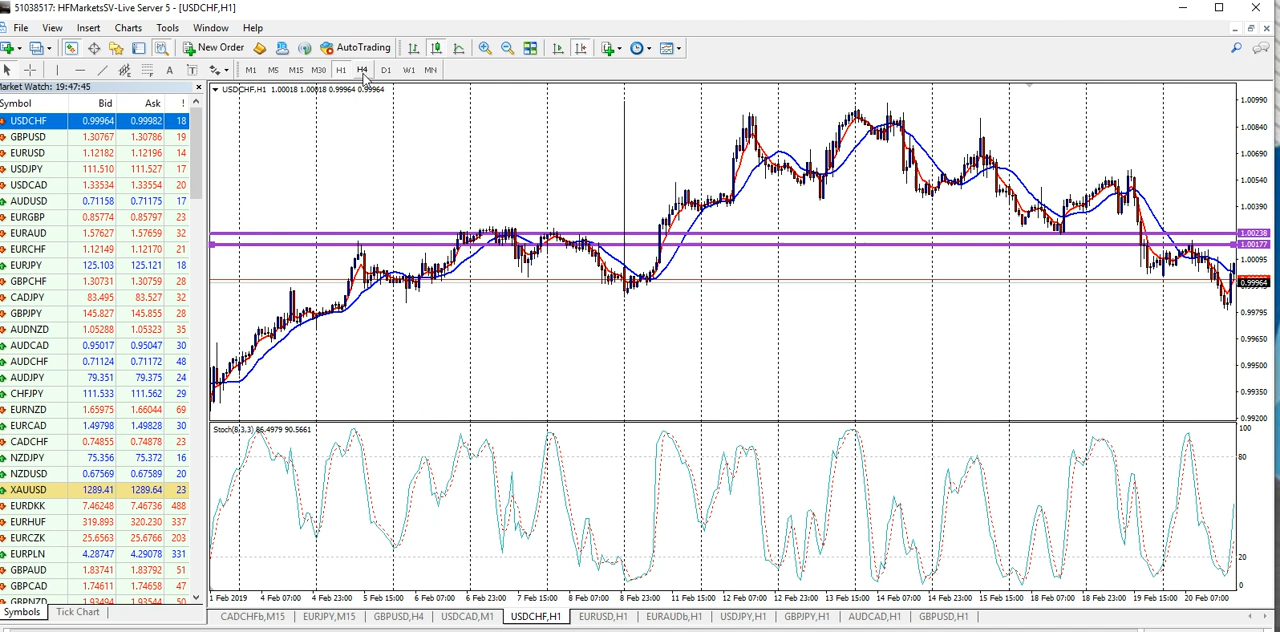 51038517: HFMarketsSV-Live Server 5 - [USDCHF,H1]
File View Insert Charts Tools Window Help
New Order AutoTrading
A T M1 M5 M15 M30 H1 H4 D1 W1 MN
Market Watch: 19:47:45
Symbol Bid Ask !
USDCHF 0.99964 0.99982 18
GBPUSD 1.30767 1.30786 19
EURUSD 1.12182 1.12196 14
USDJPY 111.510 111.527 17
USDCAD 1.33534 1.33554 20
AUDUSD 0.71158 0.71175 17
EURGBP 0.85774 0.85797 23
EURAUD 1.57627 1.57659 32
EURCHF 1.12149 1.12170 21
EURJPY 125.103 125.121 18
GBPCHF 1.30731 1.30759 28
CADJPY 83.495 83.527 32
GBPJPY 145.827 145.855 28
AUDNZD 1.05288 1.05323 35
AUDCAD 0.95017 0.95047 30
AUDCHF 0.71124 0.71172 48
AUDJPY 79.351 79.375 24
CHFJPY 111.533 111.562 29
EURNZD 1.65975 1.66044 69
EURCAD 1.49798 1.49828 30
CADCHF 0.74855 0.74878 23
NZDJPY 75.356 75.372 16
NZDUSD 0.67569 0.67589 20
XAUUSD 1289.41 1289.64 23
EURDKK 7.46248 7.46736 488
EURHUF 319.893 320.230 337
EURCZK 25.6563 25.6766 203
EURPLN 4.28747 4.29078 331
GBPAUD 1.83741 1.83792 51
GBPCAD 1.74611 1.74658 47
GBPNZD 1.93494 1.93544 50
Symbols Tick Chart
USDCHF,H1 1.00018 1.00018 0.99964 0.99964
1.00990
1.00840
1.00690
1.00540
1.00390
1.00238
1.00177
1.00095
0.99964
0.99795
0.99650
0.99500
0.99350
0.99200
Stoch(8,3,3) 86.4979 90.5661
100
80
20
0
1 Feb 2019 4 Feb 07:00 4 Feb 23:00 5 Feb 15:00 6 Feb 07:00 6 Feb 23:00 7 Feb 15:00 8 Feb 07:00 8 Feb 23:00 11 Feb 15:00 12 Feb 07:00 12 Feb 23:00 13 Feb 15:00 14 Feb 07:00 14 Feb 23:00 15 Feb 15:00 18 Feb 07:00 18 Feb 23:00 19 Feb 15:00 20 Feb 07:00
CADCHFb,M15 EURJPY,M15 GBPUSD,H4 USDCAD,M1 USDCHF,H1 EURUSD,H1 EURAUDb,H1 USDJPY,H1 GBPJPY,H1 AUDCAD,H1 GBPUSD,H1